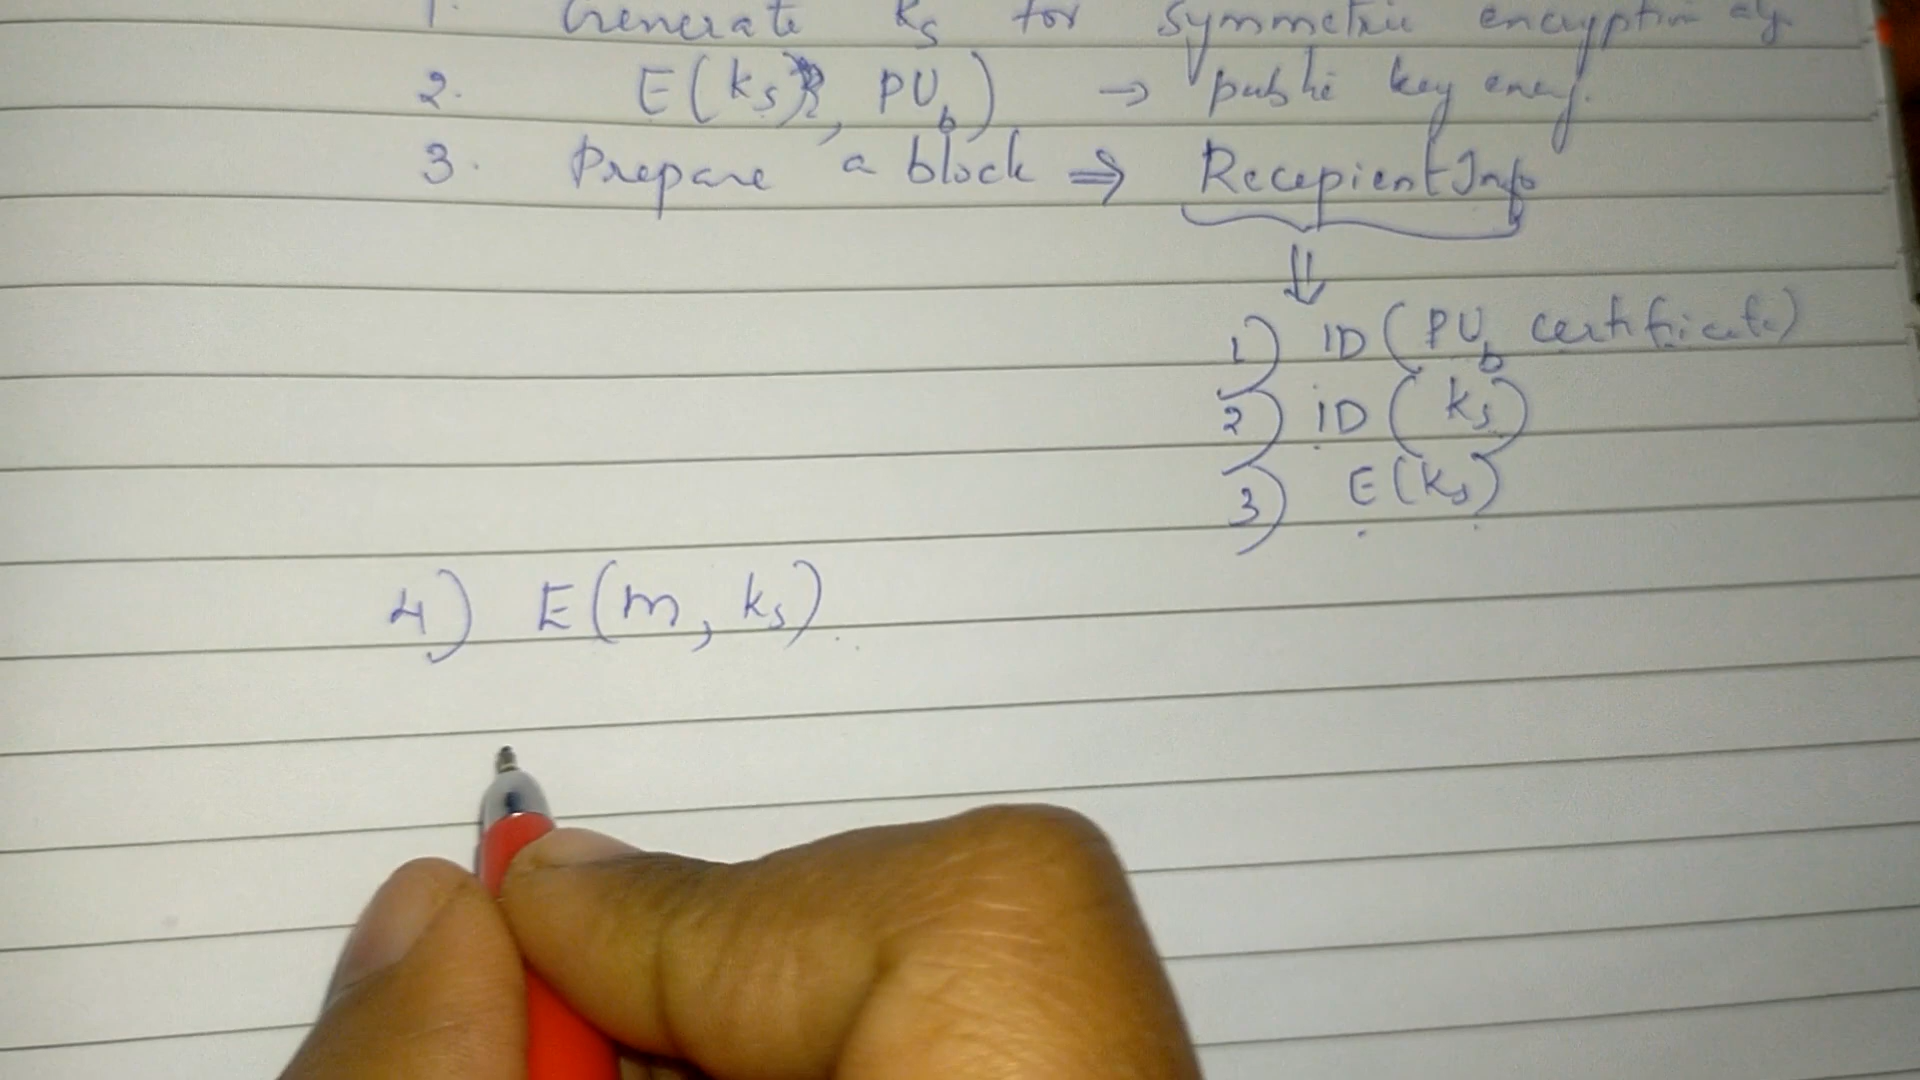 1. Generate Ks for symmetric encryption alg.
2. E(Ks, PUb) → public key ency.
3. Prepare a block ⇒ RecepientInfo
⇓
1) ID (PUb certificate)
2) ID (Ks)
3) E(Ks)
4) E(m, Ks).